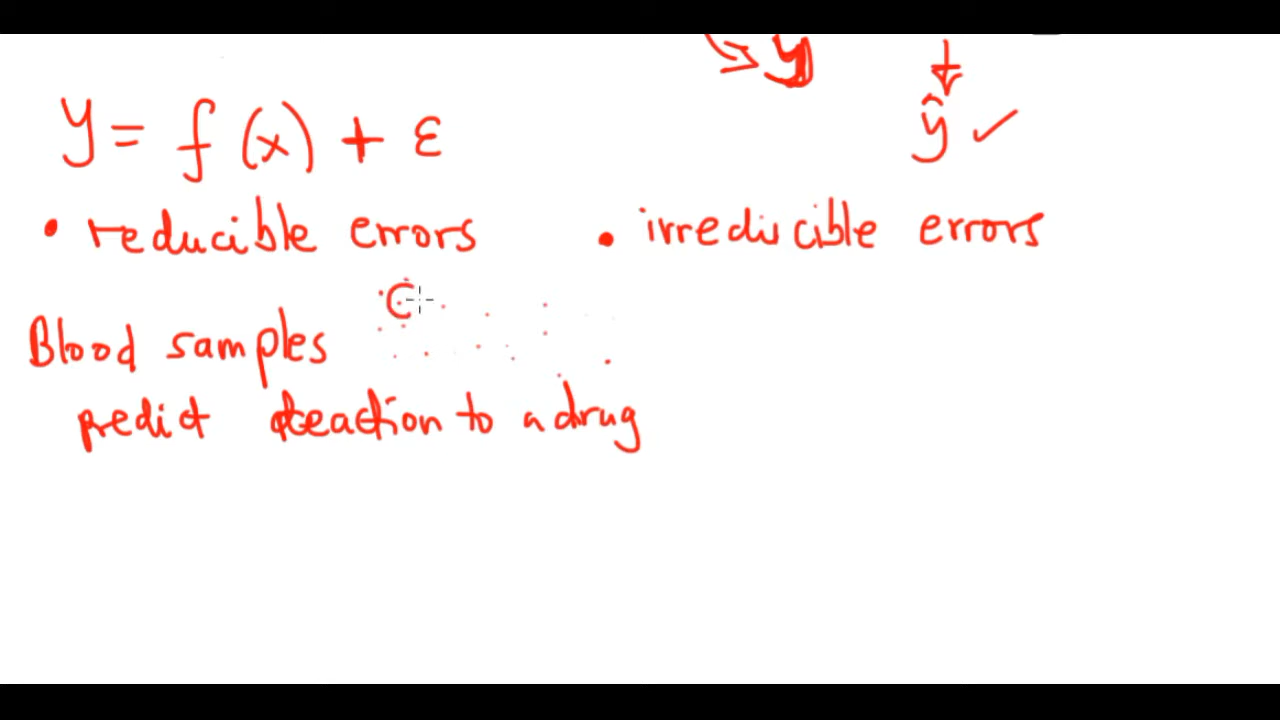 y
ŷ ✓
y = f (x) + ε
• reducible errors • irreducible errors
Blood samples
predict reaction to a drug